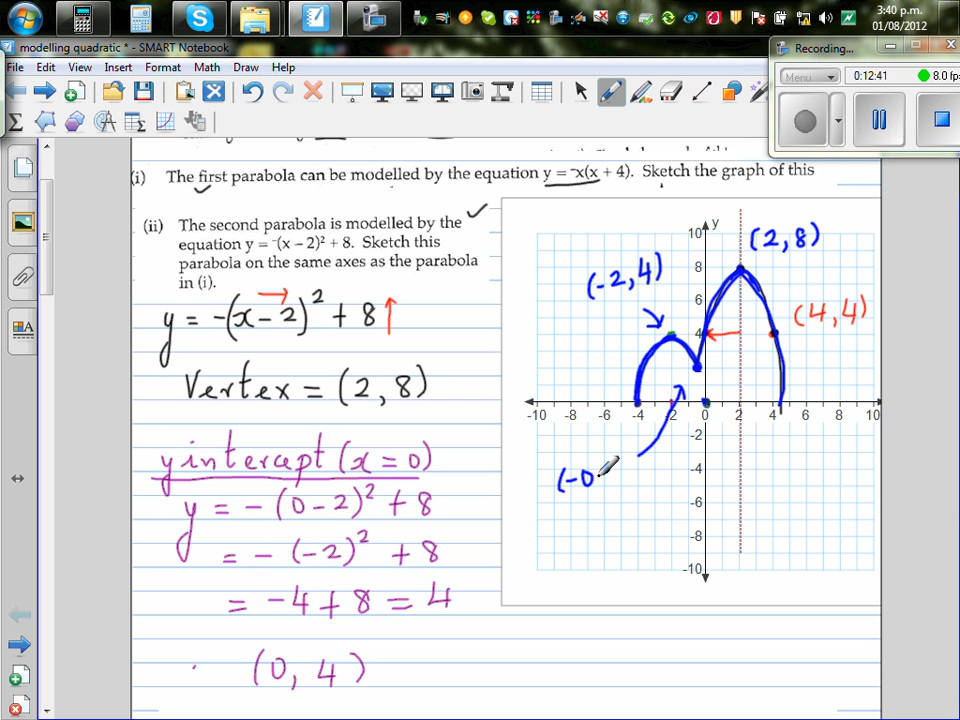 3:40 p.m.
01/08/2012
modelling quadratic * - SMART Notebook
File Edit View Insert Format Math Draw Help
Recording...
Menu
0:12:41
8.0 fp
(i) The first parabola can be modelled by the equation y = ⁻x(x + 4). Sketch the graph of this
(ii) The second parabola is modelled by the
equation y = ⁻(x – 2)² + 8. Sketch this
parabola on the same axes as the parabola
in (i).
y = -(x - 2)² + 8
Vertex = (2, 8)
y intercept (x = 0)
y = - (0 - 2)² + 8
= - (-2)² + 8
= -4 + 8 = 4
(0, 4)
y
(2, 8)
(-2, 4)
(4, 4)
(-0
10
8
6
4
-10 -8 -6 -4 -2 0 2 4 6 8 10
-2
-4
-6
-8
-10